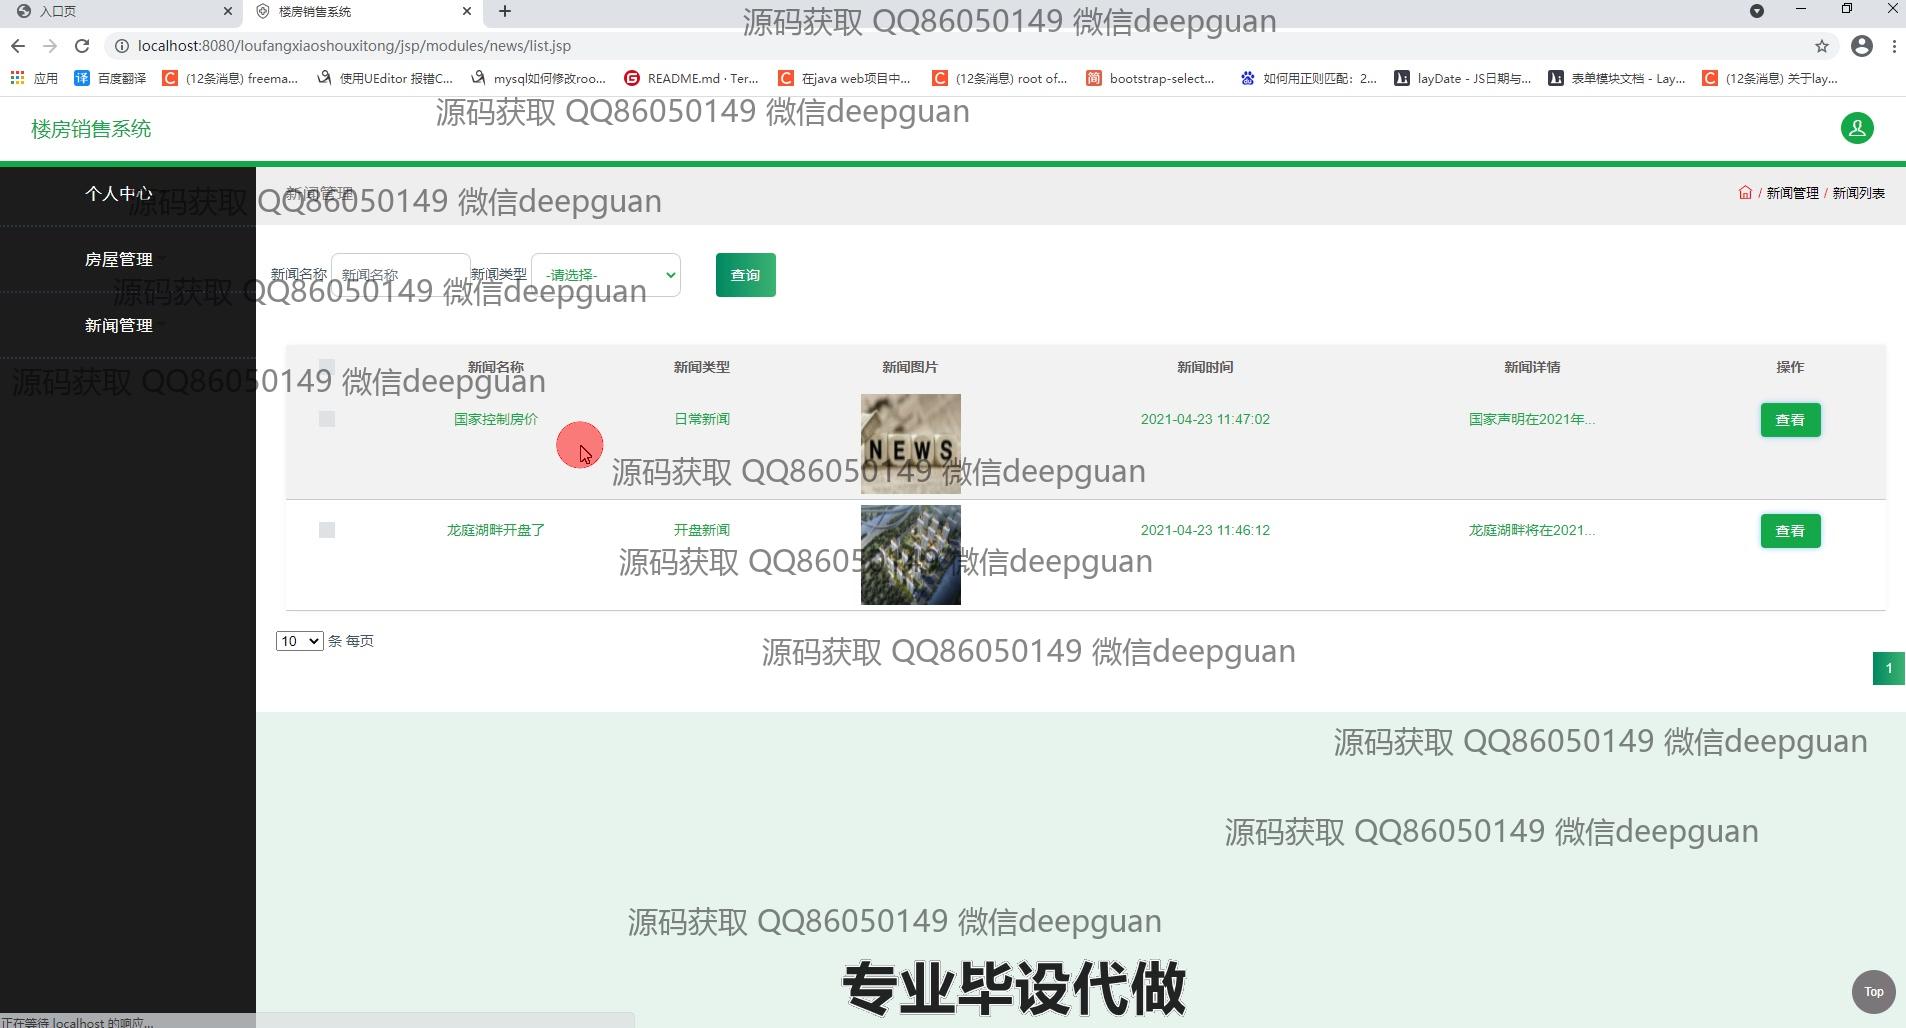 入口页
楼房销售系统
源码获取 QQ86050149 微信deepguan
localhost:8080/loufangxiaoshouxitong/jsp/modules/news/list.jsp
应用
译 百度翻译
C (12条消息) freema...
使用UEditor 报错C...
mysql如何修改roo...
README.md · Ter...
C 在java web项目中...
C (12条消息) root of...
简 bootstrap-select...
如何用正则匹配：2...
layDate - JS日期与...
表单模块文档 - Lay...
C (12条消息) 关于lay...
源码获取 QQ86050149 微信deepguan
楼房销售系统
个人中心
新闻管理
/ 新闻管理 / 新闻列表
源码获取 QQ86050149 微信deepguan
房屋管理
新闻名称 新闻名称 新闻类型 -请选择- 查询
源码获取 QQ86050149 微信deepguan
新闻管理
新闻名称 新闻类型 新闻图片 新闻时间 新闻详情 操作
源码获取 QQ86050149 微信deepguan
国家控制房价 日常新闻 2021-04-23 11:47:02 国家声明在2021年... 查看
NEWS
源码获取 QQ86050149 微信deepguan
龙庭湖畔开盘了 开盘新闻 2021-04-23 11:46:12 龙庭湖畔将在2021... 查看
源码获取 QQ86050149 微信deepguan
10 条 每页
源码获取 QQ86050149 微信deepguan
1
源码获取 QQ86050149 微信deepguan
源码获取 QQ86050149 微信deepguan
源码获取 QQ86050149 微信deepguan
专业毕设代做
Top
正在等待 localhost 的响应...